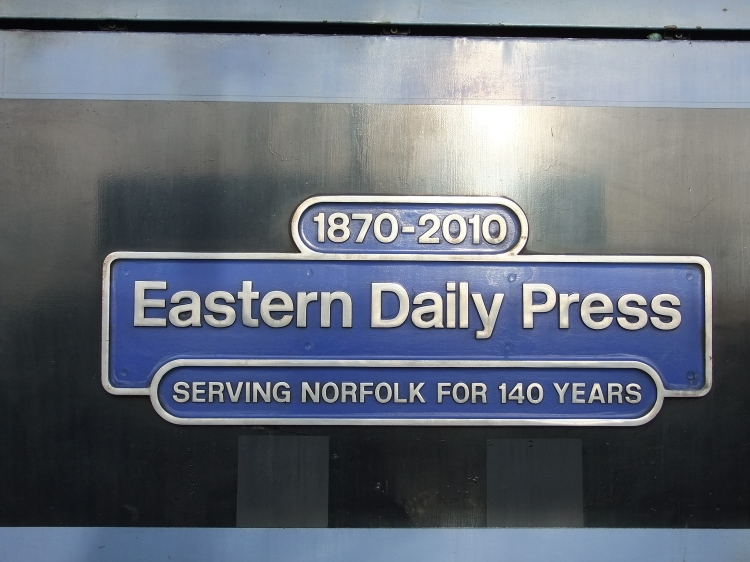 1870-2010
Eastern Daily Press
SERVING NORFOLK FOR 140 YEARS